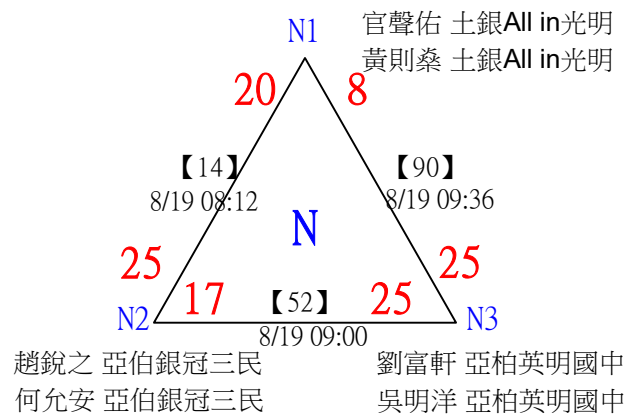 N1
官聲佑 土銀All in光明
黃則燊 土銀All in光明
20
8
【14】
8/19 08:12
【90】
8/19 09:36
N
25
25
17
【52】
25
8/19 09:00
N2
N3
趙銳之 亞伯銀冠三民
何允安 亞伯銀冠三民
劉富軒 亞柏英明國中
吳明洋 亞柏英明國中